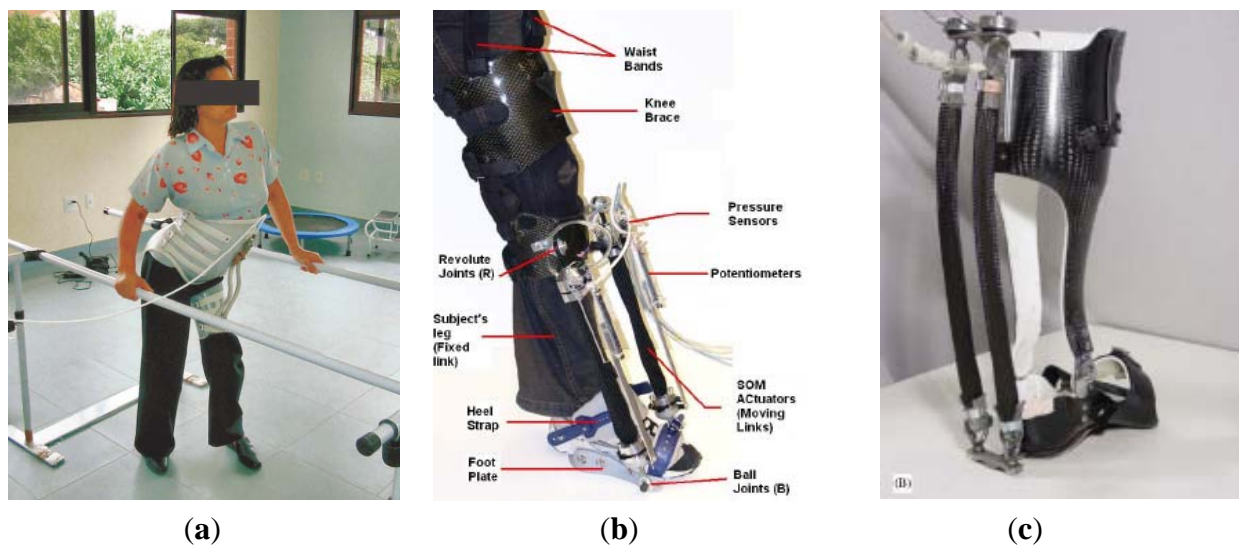 Waist
Bands
Knee
Brace
Pressure
Sensors
Revolute
Joints (R)
Potentiometers
Subject's
leg
(Fixed
link)
SOM
ACtuators
(Moving
Links)
Heel
Strap
Foot
Plate
Ball
Joints (B)
(B)
(a)
(b)
(c)